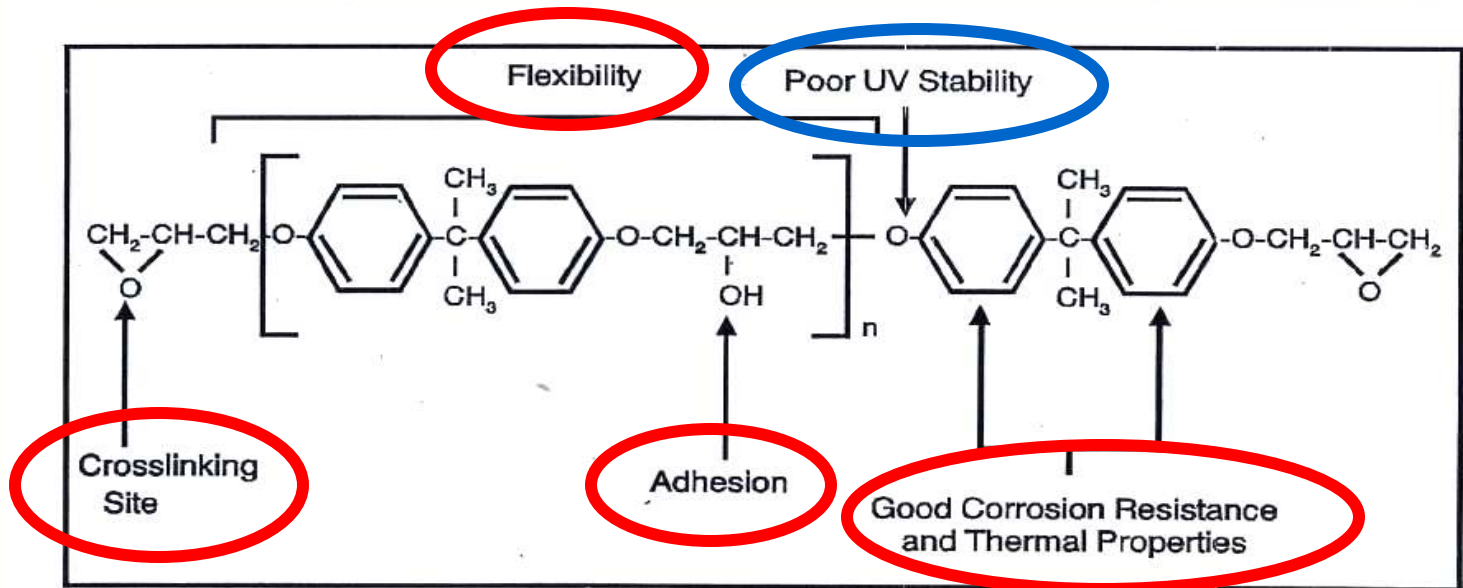 Flexibility
Poor UV Stability
CH₃ CH₃
CH₂-CH-CH₂ O C O-CH₂-CH-CH₂ O C O-CH₂-CH-CH₂
O CH₃ OH CH₃ O
n
Crosslinking
Site
Adhesion
Good Corrosion Resistance
and Thermal Properties